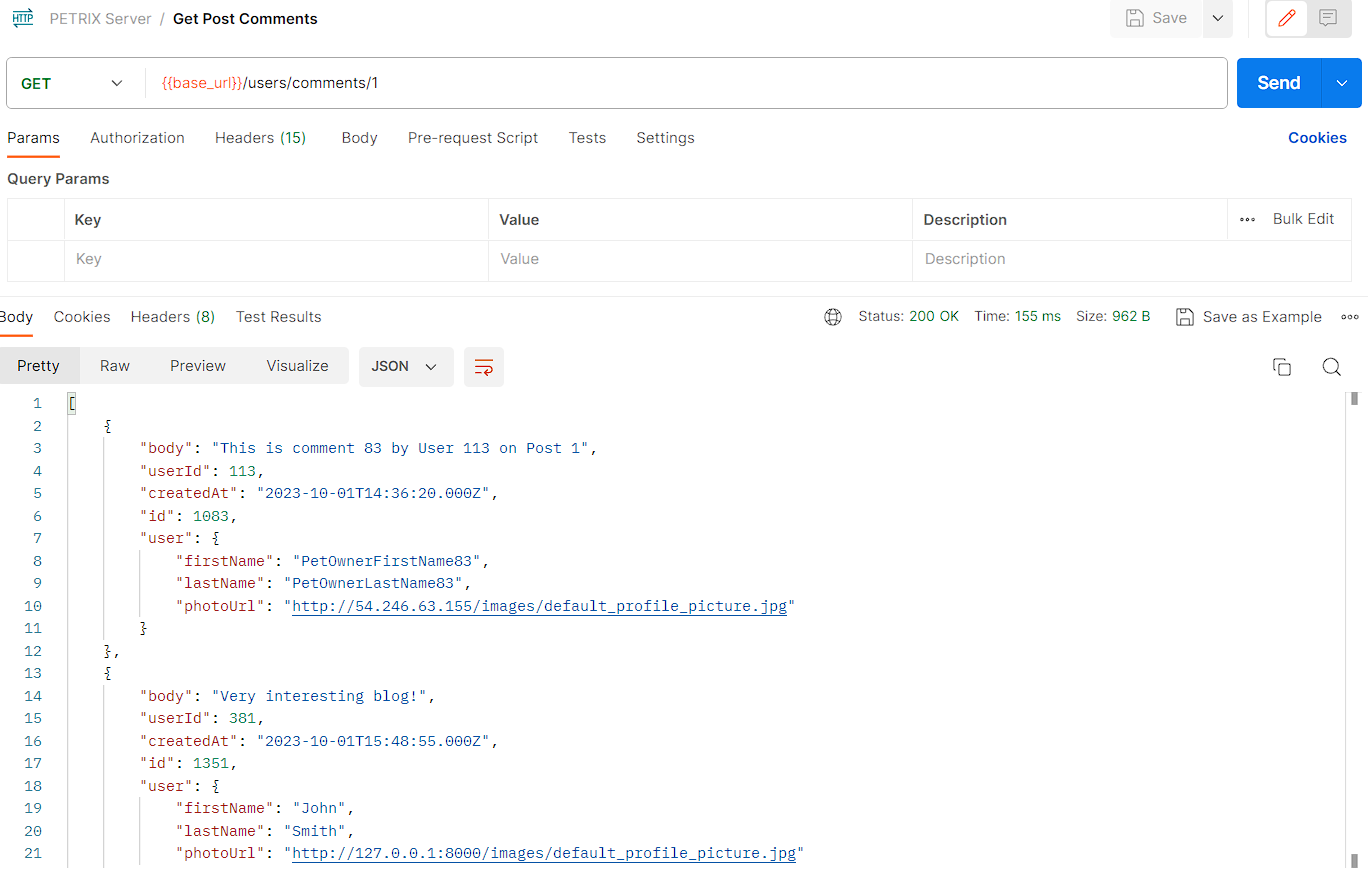 HTTP PETRIX Server / Get Post Comments Save
GET {{base_url}}/users/comments/1 Send
Params Authorization Headers (15) Body Pre-request Script Tests Settings Cookies
Query Params
Key Value Description ••• Bulk Edit
Key Value Description
Body Cookies Headers (8) Test Results Status: 200 OK Time: 155 ms Size: 962 B Save as Example
Pretty Raw Preview Visualize JSON
1 [
2 {
3 "body": "This is comment 83 by User 113 on Post 1",
4 "userId": 113,
5 "createdAt": "2023-10-01T14:36:20.000Z",
6 "id": 1083,
7 "user": {
8 "firstName": "PetOwnerFirstName83",
9 "lastName": "PetOwnerLastName83",
10 "photoUrl": "http://54.246.63.155/images/default_profile_picture.jpg"
11 }
12 },
13 {
14 "body": "Very interesting blog!",
15 "userId": 381,
16 "createdAt": "2023-10-01T15:48:55.000Z",
17 "id": 1351,
18 "user": {
19 "firstName": "John",
20 "lastName": "Smith",
21 "photoUrl": "http://127.0.0.1:8000/images/default_profile_picture.jpg"